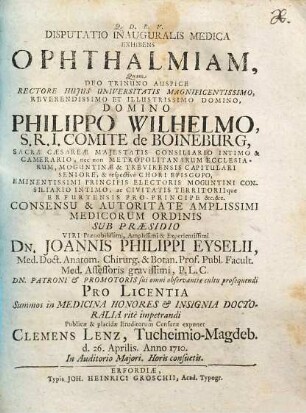 D. D. F. V.
DISPUTATIO INAUGURALIS MEDICA
EXHIBENS
OPHTHALMIAM,
Quam
DEO TRINUNO AUSPICE
RECTORE HUJUS UNIVERSITATIS MAGNIFICENTISSIMO,
REVERENDISSIMO ET ILLUSTRISSIMO DOMINO,
DOMINO
PHILIPPO WILHELMO,
S. R. I. COMITE de BOINEBURG,
SACRÆ CÆSAREÆ MAJESTATIS CONSILIARIO INTIMO &
CAMERARIO, nec non METROPOLITANARUM ECCLESIA-
RUM, MOGUNTINÆ & TREVIRENSIS CAPITULARI
SENIORE, & respectivè CHORI EPISCOPO,
EMINENTISSIMI PRINCIPIS ELECTORIS MOGUNTINI CON-
SILIARIO INTIMO, ac CIVITATIS TERRITORIIque
ERFURTENSIS PRO-PRINCIPE &c. &c.
CONSENSU & AUTORITATE AMPLISSIMI
MEDICORUM ORDINIS
SUB PRÆSIDIO
VIRI Prænobilissimi, Amplissimi & Experientissimi
DN. JOANNIS PHILIPPI EYSELII,
Med. Doct. Anatom. Chirurg. & Botan. Prof. Publ. Facult.
Med. Assessoris gravissimi, P. L. C.
DN. PATRONI & PROMOTORIS sui omni observantiæ cultu prosequendi
PRO LICENTIA
Summos in MEDICINA HONORES & INSIGNIA DOCTO-
RALIA ritè impetrandi
Publicæ & placidæ Eruditorum Censuræ exponet
CLEMENS LENZ, Tucheimio-Magdeb.
d. 26. Aprilis. Anno 1710.
In Auditorio Majori. Horis consuetis.
ERFORDIÆ,
Typis JOH. HEINRICI GROSCHII, Acad. Typogr.